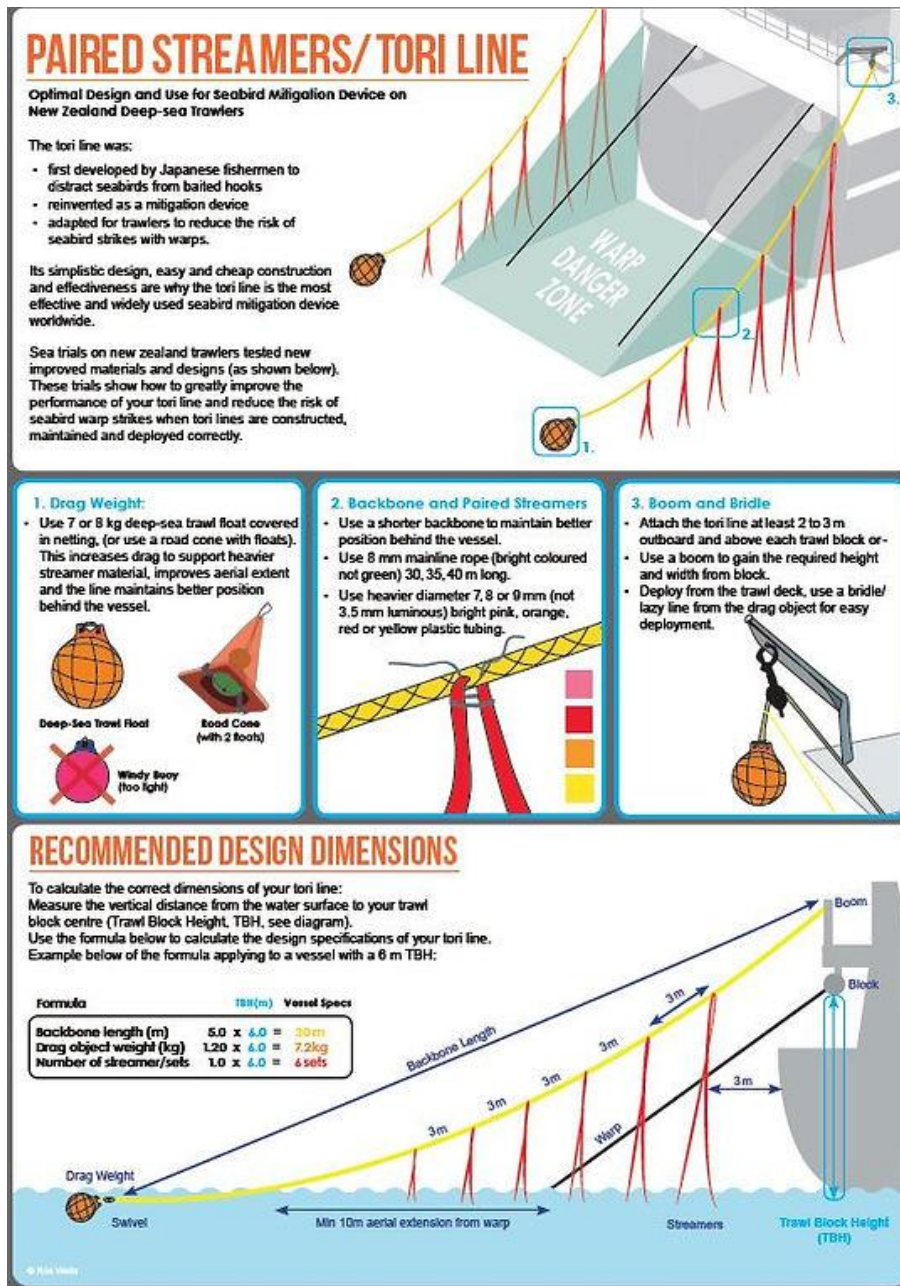 PAIRED STREAMERS/ TORI LINE
Optimal Design and Use for Seabird Mitigation Device on
New Zealand Deep-sea Trawlers
The tori line was:
- first developed by Japanese fishermen to
distract seabirds from baited hooks
- reinvented as a mitigation device
- adapted for trawlers to reduce the risk of
seabird strikes with warps.
Its simplistic design, easy and cheap construction
and effectiveness are why the tori line is the most
effective and widely used seabird mitigation device
worldwide.
Sea trials on new zealand trawlers tested new
improved materials and designs (as shown below).
These trials show how to greatly improve the
performance of your tori line and reduce the risk of
seabird warp strikes when tori lines are constructed,
maintained and deployed correctly.
WARP
DANGER
ZONE
3.
2.
1.
1. Drag Weight:
- Use 7 or 8 kg deep-sea trawl float covered
in netting, (or use a road cone with floats).
This increases drag to support heavier
streamer material, improves aerial extent
and the line maintains better position
behind the vessel.
Deep-Sea Trawl Float
Road Cone
(with 2 floats)
Windy Buoy
(too light)
2. Backbone and Paired Streamers
- Use a shorter backbone to maintain better
position behind the vessel.
- Use 8 mm mainline rope (bright coloured
not green) 30, 35, 40 m long.
- Use heavier diameter 7, 8 or 9 mm (not
3.5 mm luminous) bright pink, orange,
red or yellow plastic tubing.
3. Boom and Bridle
- Attach the tori line at least 2 to 3 m
outboard and above each trawl block or-
- Use a boom to gain the required height
and width from block.
- Deploy from the trawl deck, use a bridle/
lazy line from the drag object for easy
deployment.
RECOMMENDED DESIGN DIMENSIONS
To calculate the correct dimensions of your tori line:
Measure the vertical distance from the water surface to your trawl
block centre (Trawl Block Height, TBH, see diagram).
Use the formula below to calculate the design specifications of your tori line.
Example below of the formula applying to a vessel with a 6 m TBH:
Formula TBH(m) Vessel Specs
Backbone length (m) 5.0 x 6.0 = 30m
Drag object weight (kg) 1.20 x 6.0 = 7.2kg
Number of streamer/sets 1.0 x 6.0 = 6 sets
Boom
Block
Backbone Length
3m
3m
3m
3m
3m
3m
Warp
Drag Weight
Swivel
Min 10m aerial extension from warp
Streamers
Trawl Block Height
(TBH)